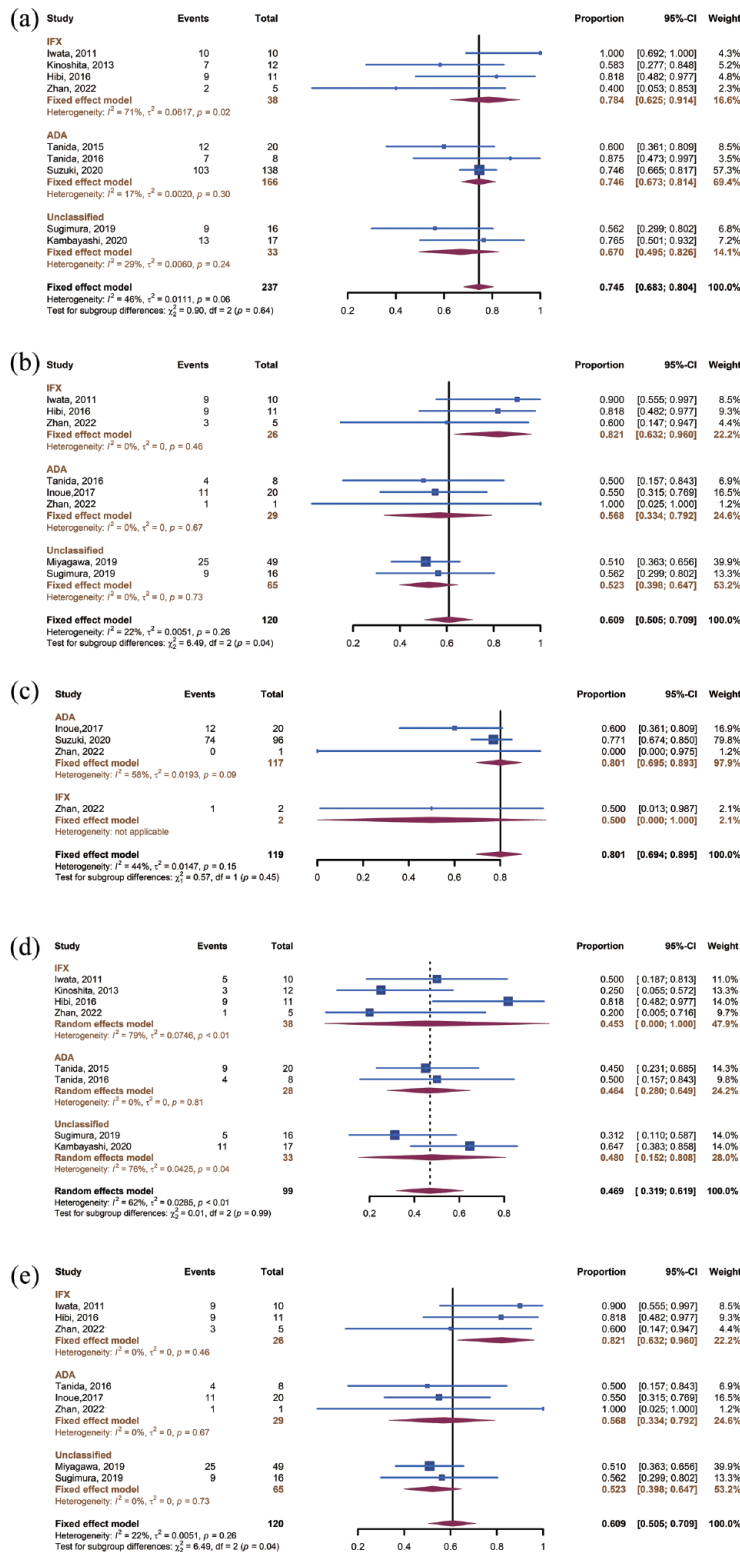 (a)
Study Events Total Proportion 95%-CI Weight
IFX
Iwata, 2011 10 10 1.000 [0.692; 1.000] 4.3%
Kinoshita, 2013 7 12 0.583 [0.277; 0.848] 5.2%
Hibi, 2016 9 11 0.818 [0.482; 0.977] 4.8%
Zhan, 2022 2 5 0.400 [0.053; 0.853] 2.3%
Fixed effect model 38 0.784 [0.625; 0.914] 16.6%
Heterogeneity: I² = 71%, τ² = 0.0617, p = 0.02
ADA
Tanida, 2015 12 20 0.600 [0.361; 0.809] 8.5%
Tanida, 2016 7 8 0.875 [0.473; 0.997] 3.5%
Suzuki, 2020 103 138 0.746 [0.665; 0.817] 57.3%
Fixed effect model 166 0.746 [0.673; 0.814] 69.4%
Heterogeneity: I² = 17%, τ² = 0.0020, p = 0.30
Unclassified
Sugimura, 2019 9 16 0.562 [0.299; 0.802] 6.8%
Kambayashi, 2020 13 17 0.765 [0.501; 0.932] 7.2%
Fixed effect model 33 0.670 [0.495; 0.826] 14.1%
Heterogeneity: I² = 29%, τ² = 0.0060, p = 0.24
Fixed effect model 237 0.745 [0.683; 0.804] 100.0%
Heterogeneity: I² = 46%, τ² = 0.0111, p = 0.06
Test for subgroup differences: χ²₂ = 0.90, df = 2 (p = 0.64)
0.2 0.4 0.6 0.8 1
(b)
Study Events Total Proportion 95%-CI Weight
IFX
Iwata, 2011 9 10 0.900 [0.555; 0.997] 8.5%
Hibi, 2016 9 11 0.818 [0.482; 0.977] 9.3%
Zhan, 2022 3 5 0.600 [0.147; 0.947] 4.4%
Fixed effect model 26 0.821 [0.632; 0.960] 22.2%
Heterogeneity: I² = 0%, τ² = 0, p = 0.46
ADA
Tanida, 2016 4 8 0.500 [0.157; 0.843] 6.9%
Inoue,2017 11 20 0.550 [0.315; 0.769] 16.5%
Zhan, 2022 1 1 1.000 [0.025; 1.000] 1.2%
Fixed effect model 29 0.568 [0.334; 0.792] 24.6%
Heterogeneity: I² = 0%, τ² = 0, p = 0.67
Unclassified
Miyagawa, 2019 25 49 0.510 [0.363; 0.656] 39.9%
Sugimura, 2019 9 16 0.562 [0.299; 0.802] 13.3%
Fixed effect model 65 0.523 [0.398; 0.647] 53.2%
Heterogeneity: I² = 0%, τ² = 0, p = 0.73
Fixed effect model 120 0.609 [0.505; 0.709] 100.0%
Heterogeneity: I² = 22%, τ² = 0.0051, p = 0.26
Test for subgroup differences: χ²₂ = 6.49, df = 2 (p = 0.04)
0.2 0.4 0.6 0.8 1
(c)
Study Events Total Proportion 95%-CI Weight
ADA
Inoue,2017 12 20 0.600 [0.361; 0.809] 16.9%
Suzuki, 2020 74 96 0.771 [0.674; 0.850] 79.8%
Zhan, 2022 0 1 0.000 [0.000; 0.975] 1.2%
Fixed effect model 117 0.801 [0.695; 0.893] 97.9%
Heterogeneity: I² = 58%, τ² = 0.0193, p = 0.09
IFX
Zhan, 2022 1 2 0.500 [0.013; 0.987] 2.1%
Fixed effect model 2 0.500 [0.000; 1.000] 2.1%
Heterogeneity: not applicable
Fixed effect model 119 0.801 [0.694; 0.895] 100.0%
Heterogeneity: I² = 44%, τ² = 0.0147, p = 0.15
Test for subgroup differences: χ²₁ = 0.57, df = 1 (p = 0.45)
0 0.2 0.4 0.6 0.8
(d)
Study Events Total Proportion 95%-CI Weight
IFX
Iwata, 2011 5 10 0.500 [ 0.187; 0.813] 11.0%
Kinoshita, 2013 3 12 0.250 [ 0.055; 0.572] 13.3%
Hibi, 2016 9 11 0.818 [ 0.482; 0.977] 14.0%
Zhan, 2022 1 5 0.200 [ 0.005; 0.716] 9.7%
Random effects model 38 0.453 [ 0.000; 1.000] 47.9%
Heterogeneity: I² = 79%, τ² = 0.0746, p < 0.01
ADA
Tanida, 2015 9 20 0.450 [ 0.231; 0.685] 14.3%
Tanida, 2016 4 8 0.500 [ 0.157; 0.843] 9.8%
Random effects model 28 0.464 [ 0.280; 0.649] 24.2%
Heterogeneity: I² = 0%, τ² = 0, p = 0.81
Unclassified
Sugimura, 2019 5 16 0.312 [ 0.110; 0.587] 14.0%
Kambayashi, 2020 11 17 0.647 [ 0.383; 0.858] 14.0%
Random effects model 33 0.480 [ 0.152; 0.808] 28.0%
Heterogeneity: I² = 76%, τ² = 0.0425, p = 0.04
Random effects model 99 0.469 [ 0.319; 0.619] 100.0%
Heterogeneity: I² = 62%, τ² = 0.0285, p < 0.01
Test for subgroup differences: χ²₂ = 0.01, df = 2 (p = 0.99)
0.2 0.4 0.6 0.8
(e)
Study Events Total Proportion 95%-CI Weight
IFX
Iwata, 2011 9 10 0.900 [0.555; 0.997] 8.5%
Hibi, 2016 9 11 0.818 [0.482; 0.977] 9.3%
Zhan, 2022 3 5 0.600 [0.147; 0.947] 4.4%
Fixed effect model 26 0.821 [0.632; 0.960] 22.2%
Heterogeneity: I² = 0%, τ² = 0, p = 0.46
ADA
Tanida, 2016 4 8 0.500 [0.157; 0.843] 6.9%
Inoue,2017 11 20 0.550 [0.315; 0.769] 16.5%
Zhan, 2022 1 1 1.000 [0.025; 1.000] 1.2%
Fixed effect model 29 0.568 [0.334; 0.792] 24.6%
Heterogeneity: I² = 0%, τ² = 0, p = 0.67
Unclassified
Miyagawa, 2019 25 49 0.510 [0.363; 0.656] 39.9%
Sugimura, 2019 9 16 0.562 [0.299; 0.802] 13.3%
Fixed effect model 65 0.523 [0.398; 0.647] 53.2%
Heterogeneity: I² = 0%, τ² = 0, p = 0.73
Fixed effect model 120 0.609 [0.505; 0.709] 100.0%
Heterogeneity: I² = 22%, τ² = 0.0051, p = 0.26
Test for subgroup differences: χ²₂ = 6.49, df = 2 (p = 0.04)
0.2 0.4 0.6 0.8 1